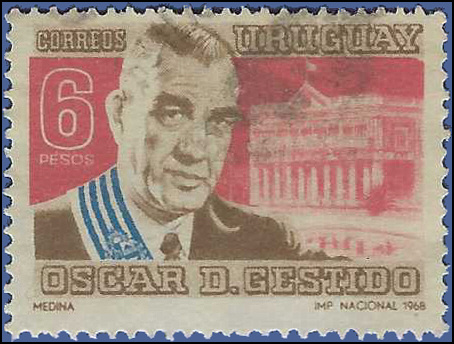 CORREOS URUGUAY
6
PESOS
OSCAR D. GESTIDO
MEDINA IMP NACIONAL 1968